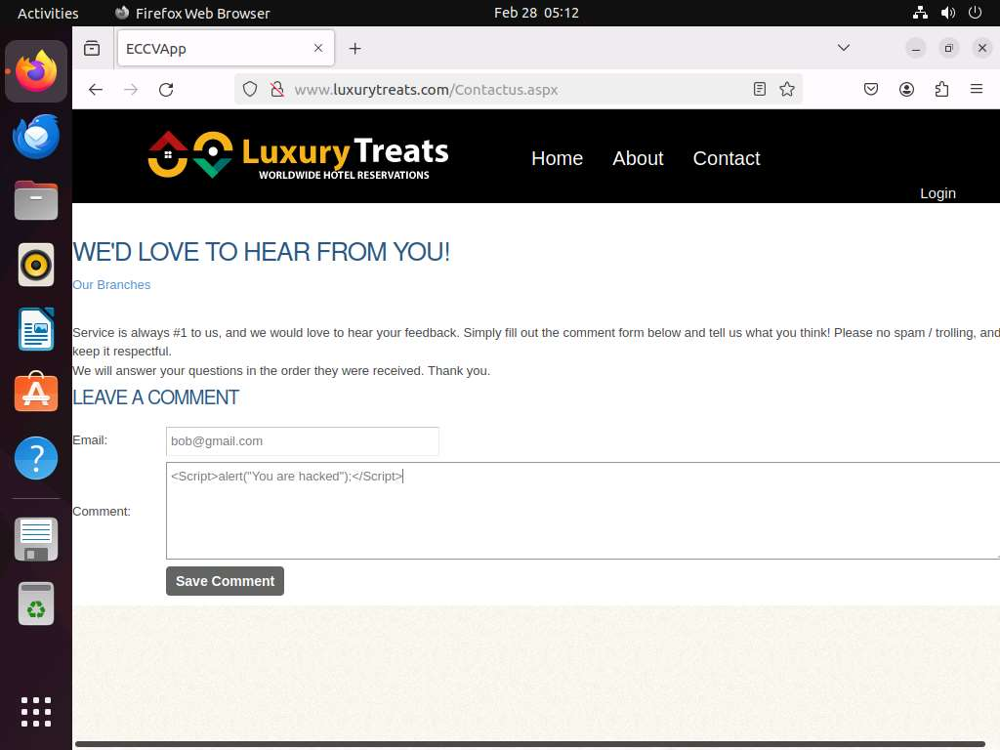 Activities
Firefox Web Browser
Feb 28 05:12
ECCVApp
www.luxurytreats.com/Contactus.aspx
Luxury Treats
WORLDWIDE HOTEL RESERVATIONS
Home
About
Contact
Login
WE'D LOVE TO HEAR FROM YOU!
Our Branches
Service is always #1 to us, and we would love to hear your feedback. Simply fill out the comment form below and tell us what you think! Please no spam / trolling, and
keep it respectful.
We will answer your questions in the order they were received. Thank you.
LEAVE A COMMENT
Email:
bob@gmail.com
<Script>alert("You are hacked");</Script>
Comment:
Save Comment